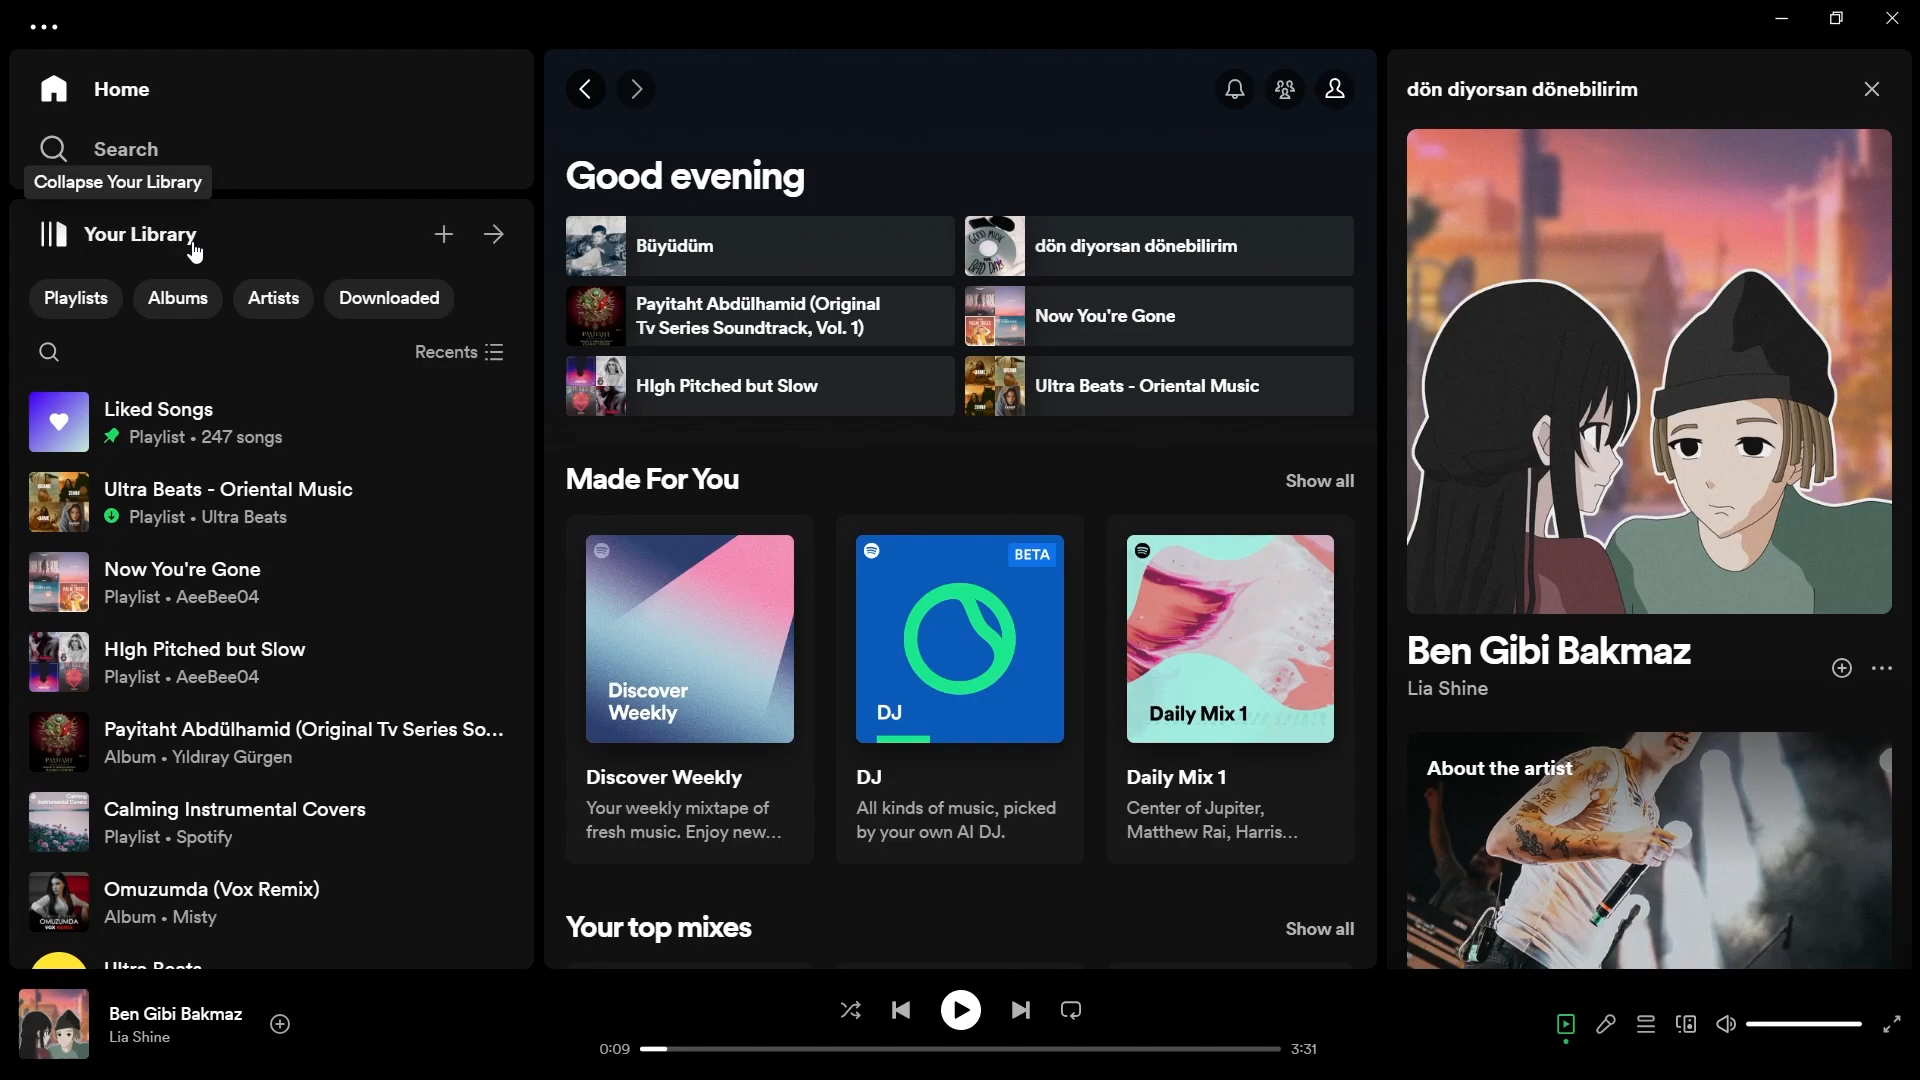 Home
Search
Collapse Your Library
Your Library
Playlists
Albums
Artists
Downloaded
Recents
Liked Songs
Playlist • 247 songs
Ultra Beats - Oriental Music
Playlist • Ultra Beats
Now You're Gone
Playlist • AeeBee04
HIgh Pitched but Slow
Playlist • AeeBee04
Payitaht Abdülhamid (Original Tv Series So...
Album • Yıldıray Gürgen
Calming Instrumental Covers
Playlist • Spotify
Omuzumda (Vox Remix)
Album • Misty
Ultra Beats
Good evening
Büyüdüm
dön diyorsan dönebilirim
Payitaht Abdülhamid (Original
Tv Series Soundtrack, Vol. 1)
Now You're Gone
HIgh Pitched but Slow
Ultra Beats - Oriental Music
Made For You
Show all
Discover
Weekly
BETA
DJ
Daily Mix 1
Discover Weekly
Your weekly mixtape of
fresh music. Enjoy new...
DJ
All kinds of music, picked
by your own AI DJ.
Daily Mix 1
Center of Jupiter,
Matthew Rai, Harris...
Your top mixes
Show all
dön diyorsan dönebilirim
Ben Gibi Bakmaz
Lia Shine
About the artist
Ben Gibi Bakmaz
Lia Shine
0:09
3:31